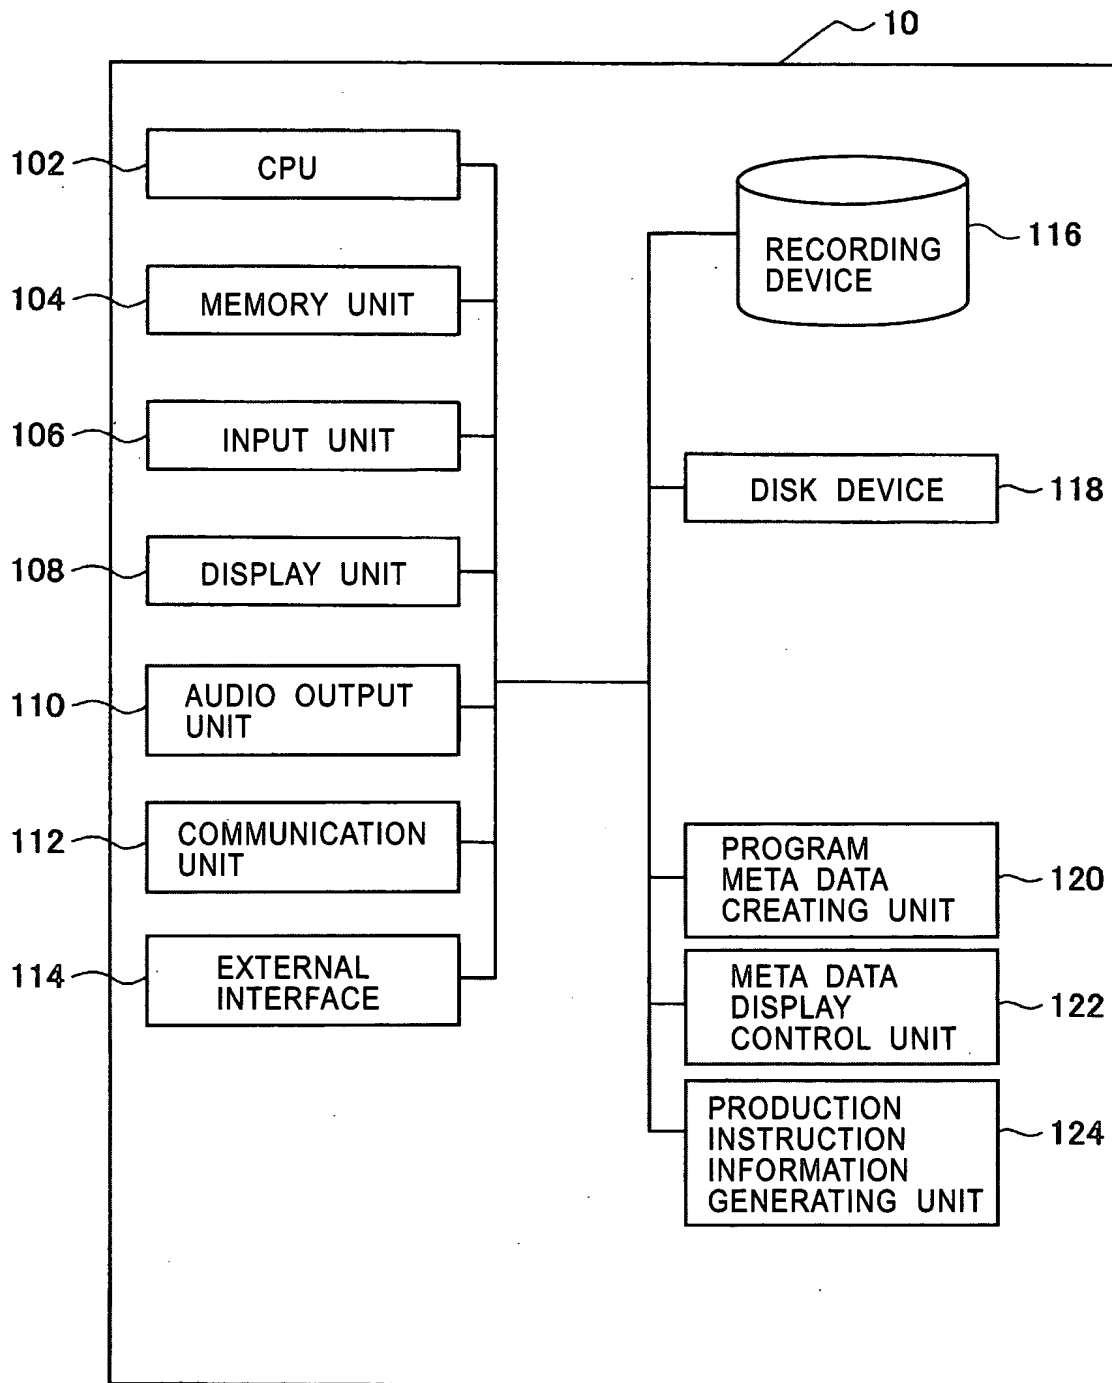 10
102
CPU
104
MEMORY UNIT
106
INPUT UNIT
108
DISPLAY UNIT
110
AUDIO OUTPUT
UNIT
112
COMMUNICATION
UNIT
114
EXTERNAL
INTERFACE
RECORDING
DEVICE
116
DISK DEVICE
118
PROGRAM
META DATA
CREATING UNIT
120
META DATA
DISPLAY
CONTROL UNIT
122
PRODUCTION
INSTRUCTION
INFORMATION
GENERATING UNIT
124